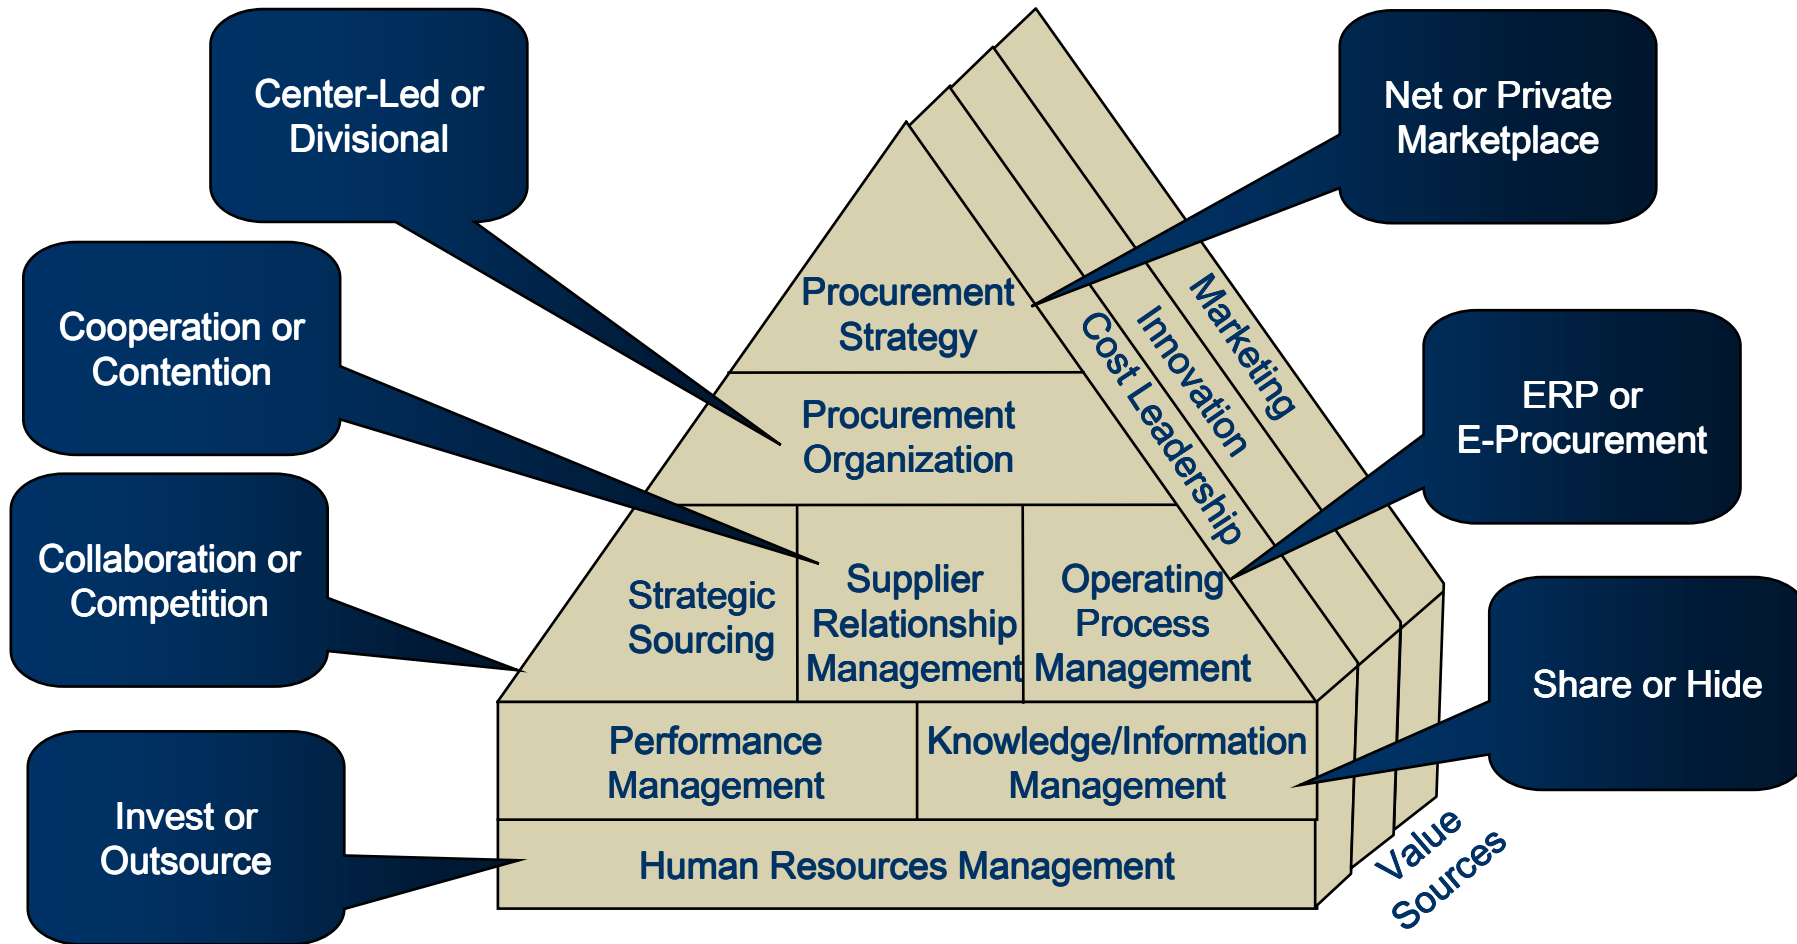 Center-Led or
Divisional
Net or Private
Marketplace
Cooperation or
Contention
ERP or
E-Procurement
Collaboration or
Competition
Share or Hide
Invest or
Outsource
Procurement
Strategy
Procurement
Organization
Strategic
Sourcing
Supplier
Relationship
Management
Operating
Process
Management
Performance
Management
Knowledge/Information
Management
Human Resources Management
Cost Leadership
Innovation
Marketing
Value
Sources